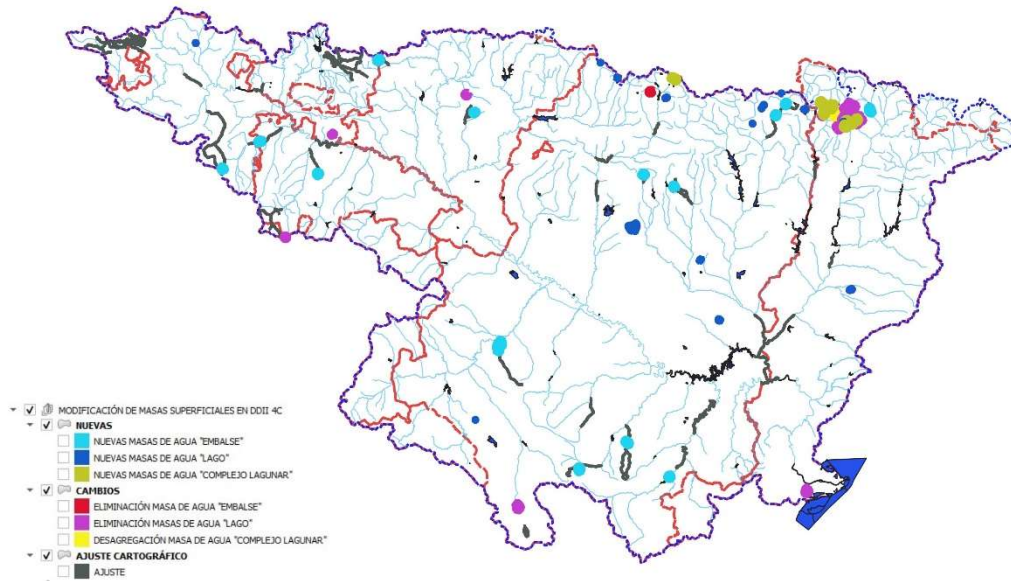 MODIFICACIÓN DE MASAS SUPERFICIALES EN DDII 4C
NUEVAS
NUEVAS MASAS DE AGUA "EMBALSE"
NUEVAS MASAS DE AGUA "LAGO"
NUEVAS MASAS DE AGUA "COMPLEJO LAGUNAR"
CAMBIOS
ELIMINACIÓN MASA DE AGUA "EMBALSE"
ELIMINACIÓN MASAS DE AGUA "LAGO"
DESAGREGACIÓN MASA DE AGUA "COMPLEJO LAGUNAR"
AJUSTE CARTOGRÁFICO
AJUSTE